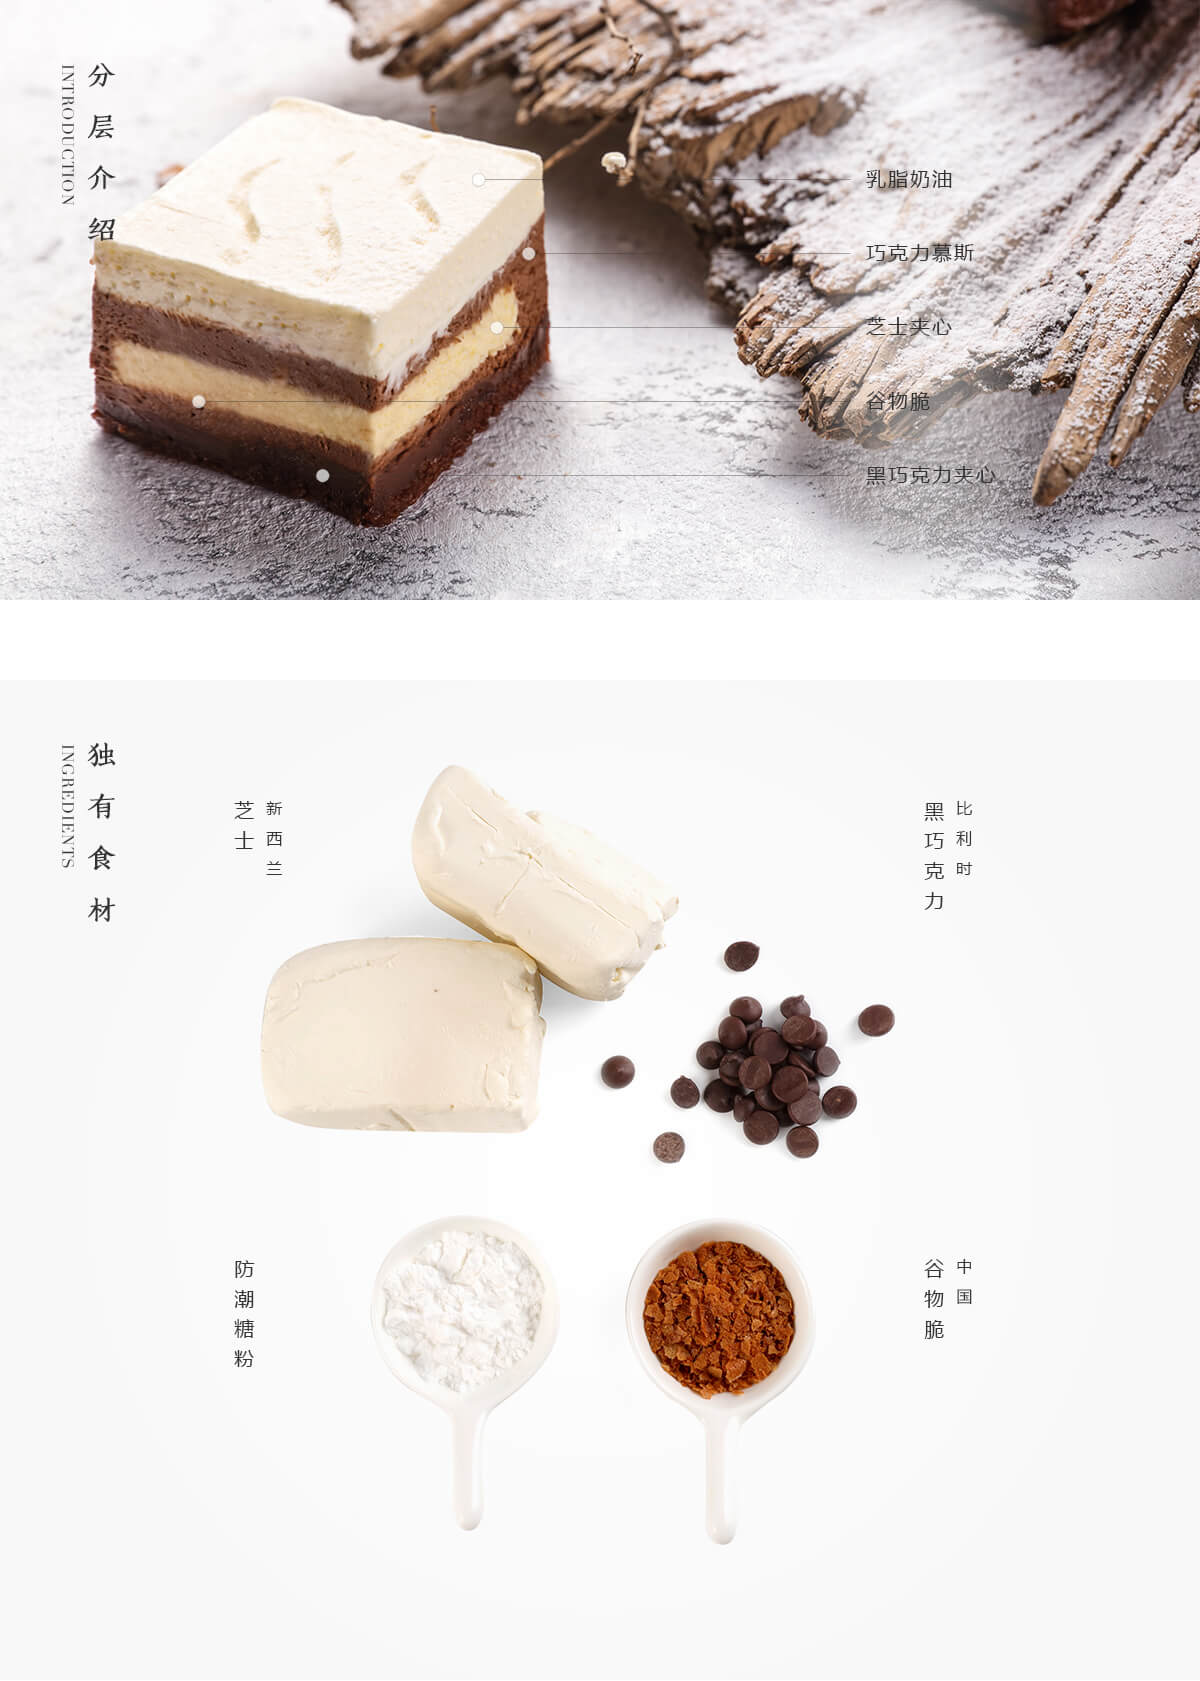 分层介绍
INTRODUCTION
乳脂奶油
巧克力慕斯
芝士夹心
谷物脆
黑巧克力夹心
独有食材
INGREDIENTS
新西兰
芝士
比利时
黑巧克力
防潮糖粉
中国
谷物脆